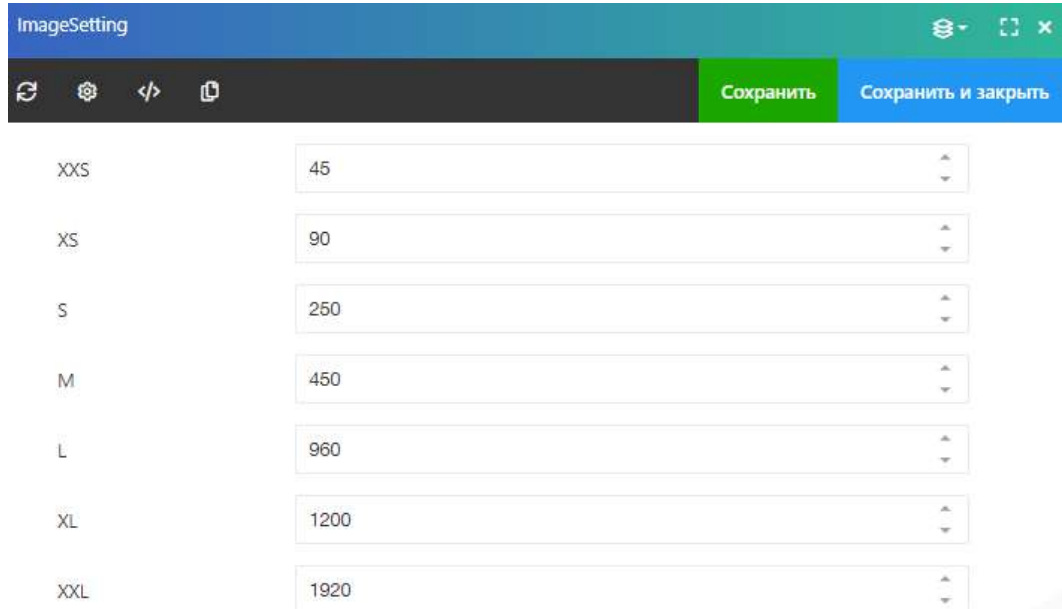 ImageSetting
Сохранить Сохранить и закрыть
XXS 45
XS 90
S 250
M 450
L 960
XL 1200
XXL 1920